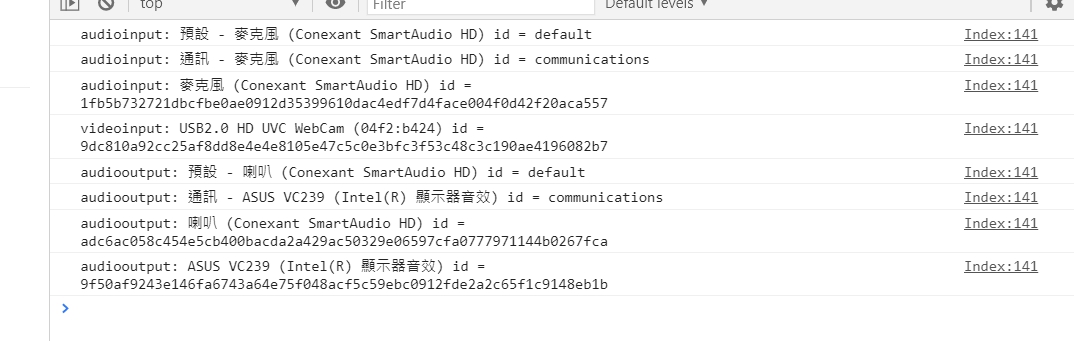 top
Filter
Default levels
audioinput: 預設 - 麥克風 (Conexant SmartAudio HD) id = default Index:141
audioinput: 通訊 - 麥克風 (Conexant SmartAudio HD) id = communications Index:141
audioinput: 麥克風 (Conexant SmartAudio HD) id = Index:141
1fb5b732721dbcfbe0ae0912d35399610dac4edf7d4face004f0d42f20aca557
videoinput: USB2.0 HD UVC WebCam (04f2:b424) id = Index:141
9dc810a92cc25af8dd8e4e4e8105e47c5c0e3bfc3f53c48c3c190ae4196082b7
audiooutput: 預設 - 喇叭 (Conexant SmartAudio HD) id = default Index:141
audiooutput: 通訊 - ASUS VC239 (Intel(R) 顯示器音效) id = communications Index:141
audiooutput: 喇叭 (Conexant SmartAudio HD) id = Index:141
adc6ac058c454e5cb400bacda2a429ac50329e06597cfa0777971144b0267fca
audiooutput: ASUS VC239 (Intel(R) 顯示器音效) id = Index:141
9f50af9243e146fa6743a64e75f048acf5c59ebc0912fde2a2c65f1c9148eb1b